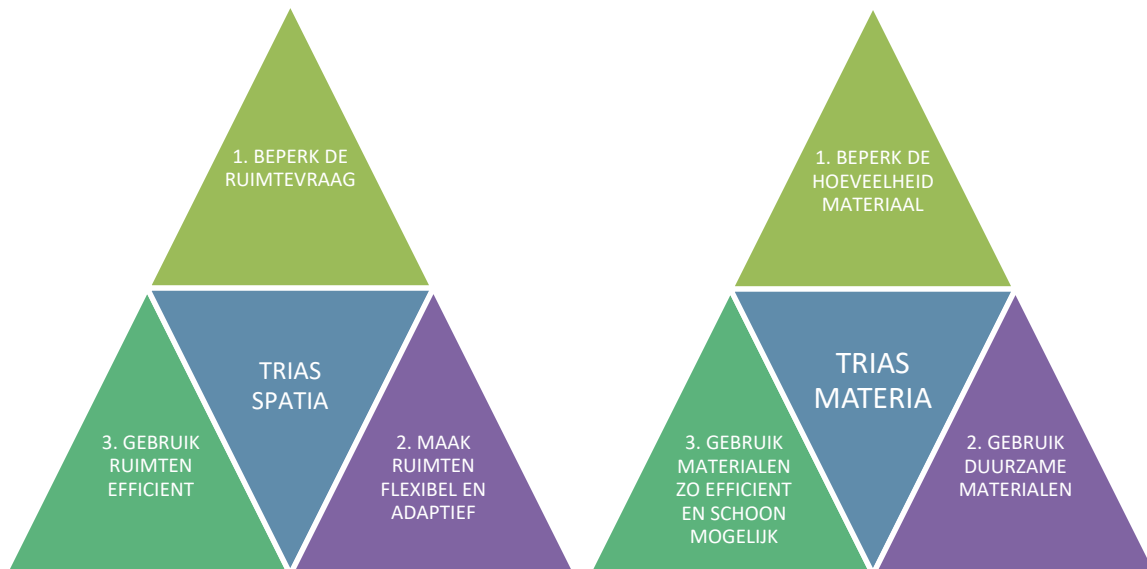 1. BEPERK DE
RUIMTEVRAAG
TRIAS
SPATIA
3. GEBRUIK
RUIMTEN
EFFICIENT
2. MAAK
RUIMTEN
FLEXIBEL EN
ADAPTIEF
1. BEPERK DE
HOEVEELHEID
MATERIAAL
TRIAS
MATERIA
3. GEBRUIK
MATERIALEN
ZO EFFICIENT
EN SCHOON
MOGELIJK
2. GEBRUIK
DUURZAME
MATERIALEN